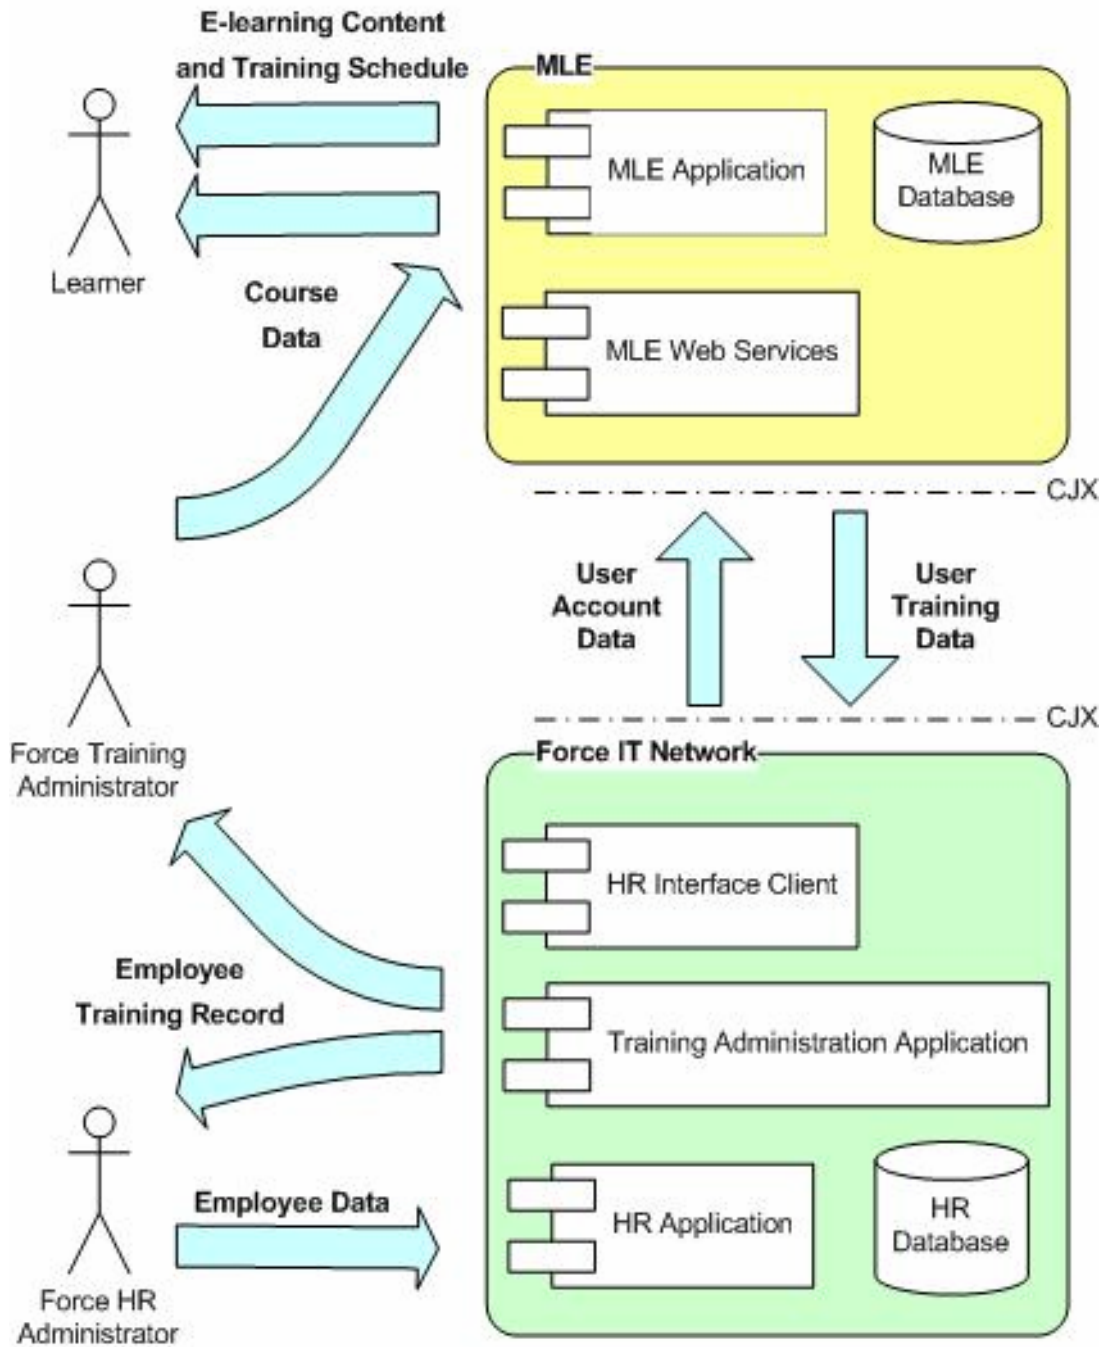 E-learning Content
and Training Schedule
MLE
MLE Application
MLE
Database
Learner
Course
Data
MLE Web Services
CJX
User
Account
Data
User
Training
Data
CJX
Force Training
Administrator
Force IT Network
HR Interface Client
Employee
Training Record
Training Administration Application
Employee Data
HR Application
HR
Database
Force HR
Administrator